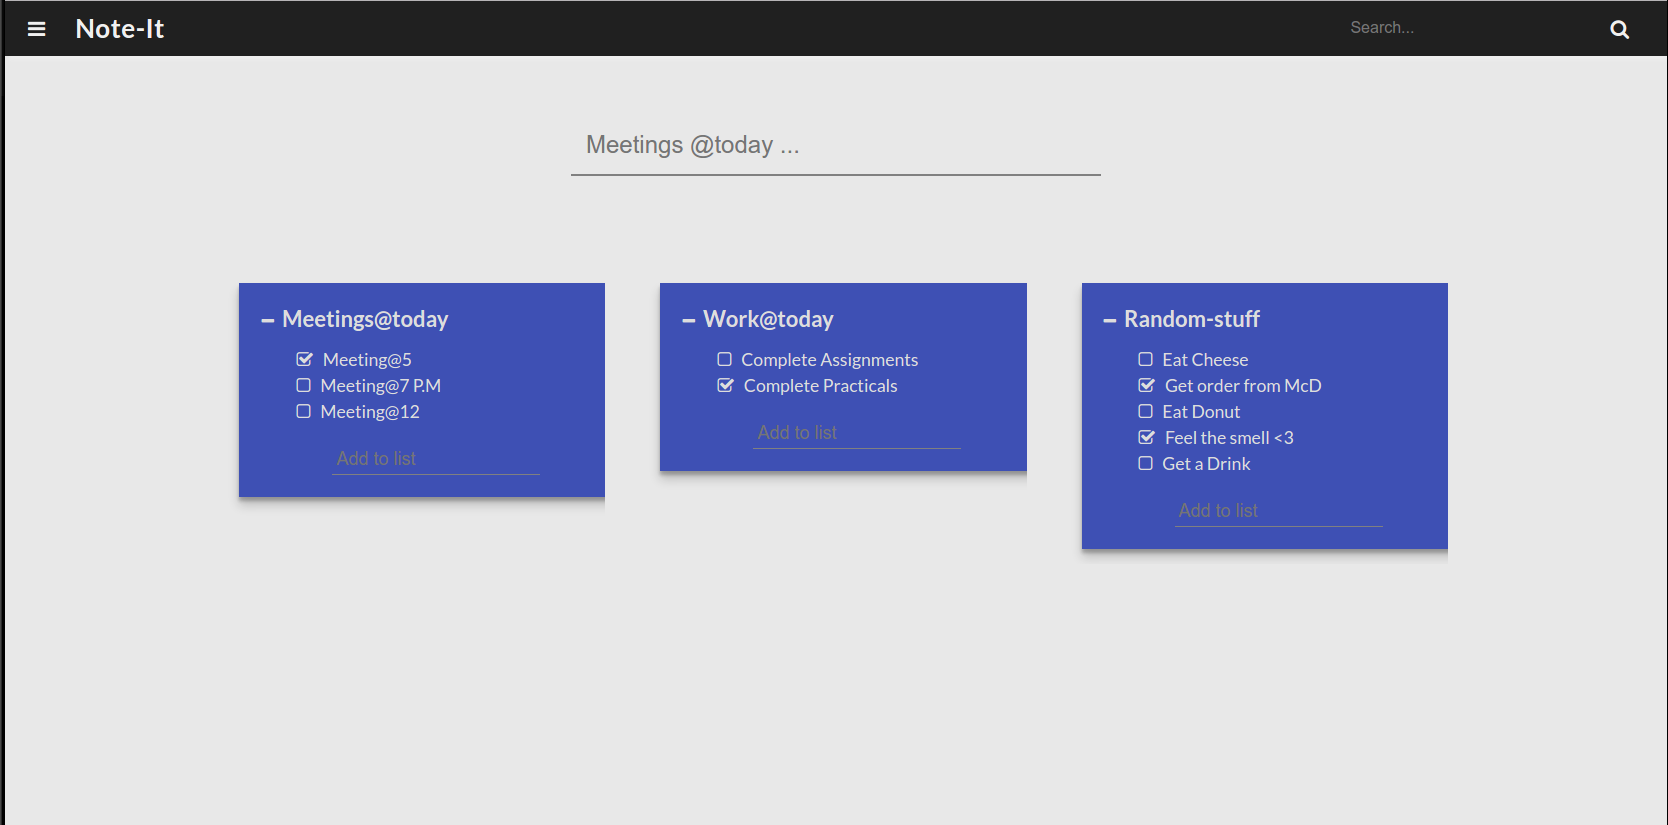 Note-It
Search...
Meetings @today ...
Meetings@today
Meeting@5
Meeting@7 P.M
Meeting@12
Add to list
Work@today
Complete Assignments
Complete Practicals
Add to list
Random-stuff
Eat Cheese
Get order from McD
Eat Donut
Feel the smell <3
Get a Drink
Add to list